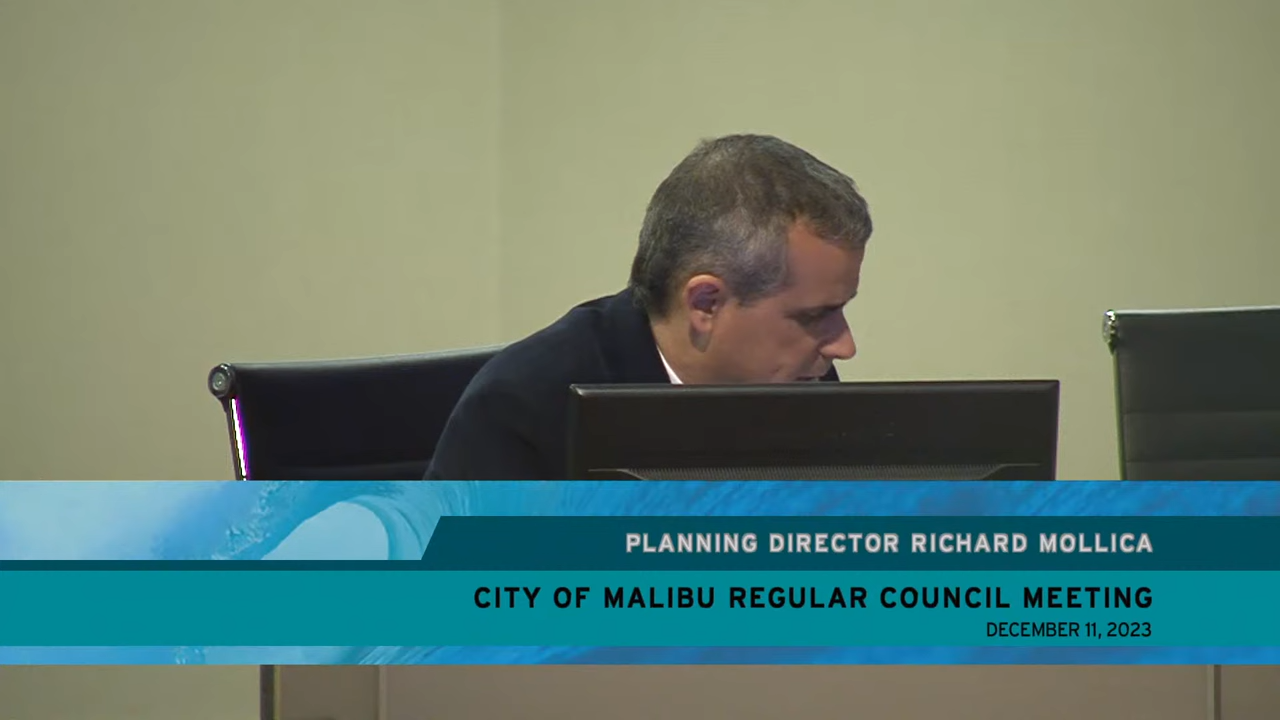 PLANNING DIRECTOR RICHARD MOLLICA
CITY OF MALIBU REGULAR COUNCIL MEETING
DECEMBER 11, 2023